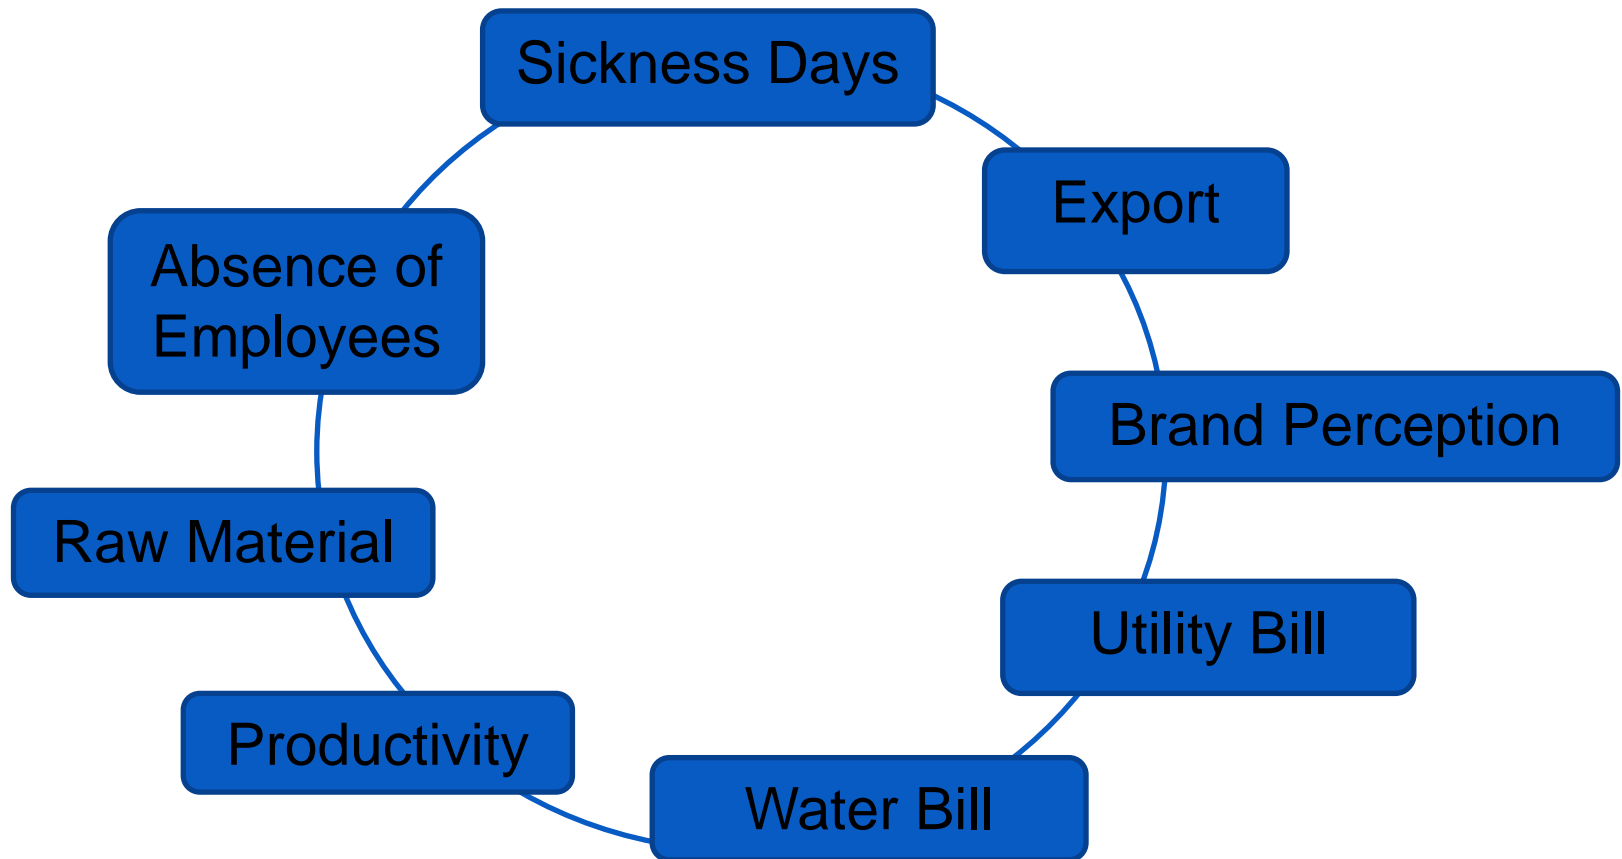 Sickness Days
Export
Brand Perception
Utility Bill
Water Bill
Productivity
Raw Material
Absence of
Employees